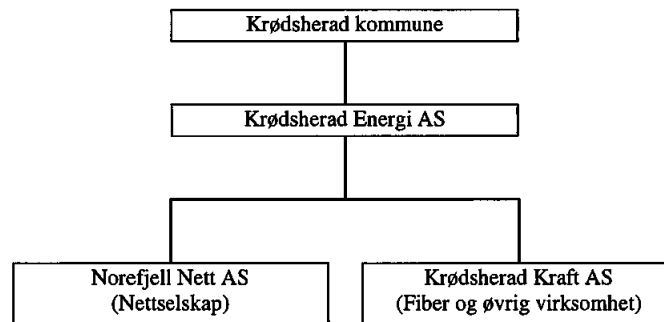 Krødsherad kommune
Krødsherad Energi AS
Norefjell Nett AS
(Nettselskap)
Krødsherad Kraft AS
(Fiber og øvrig virksomhet)